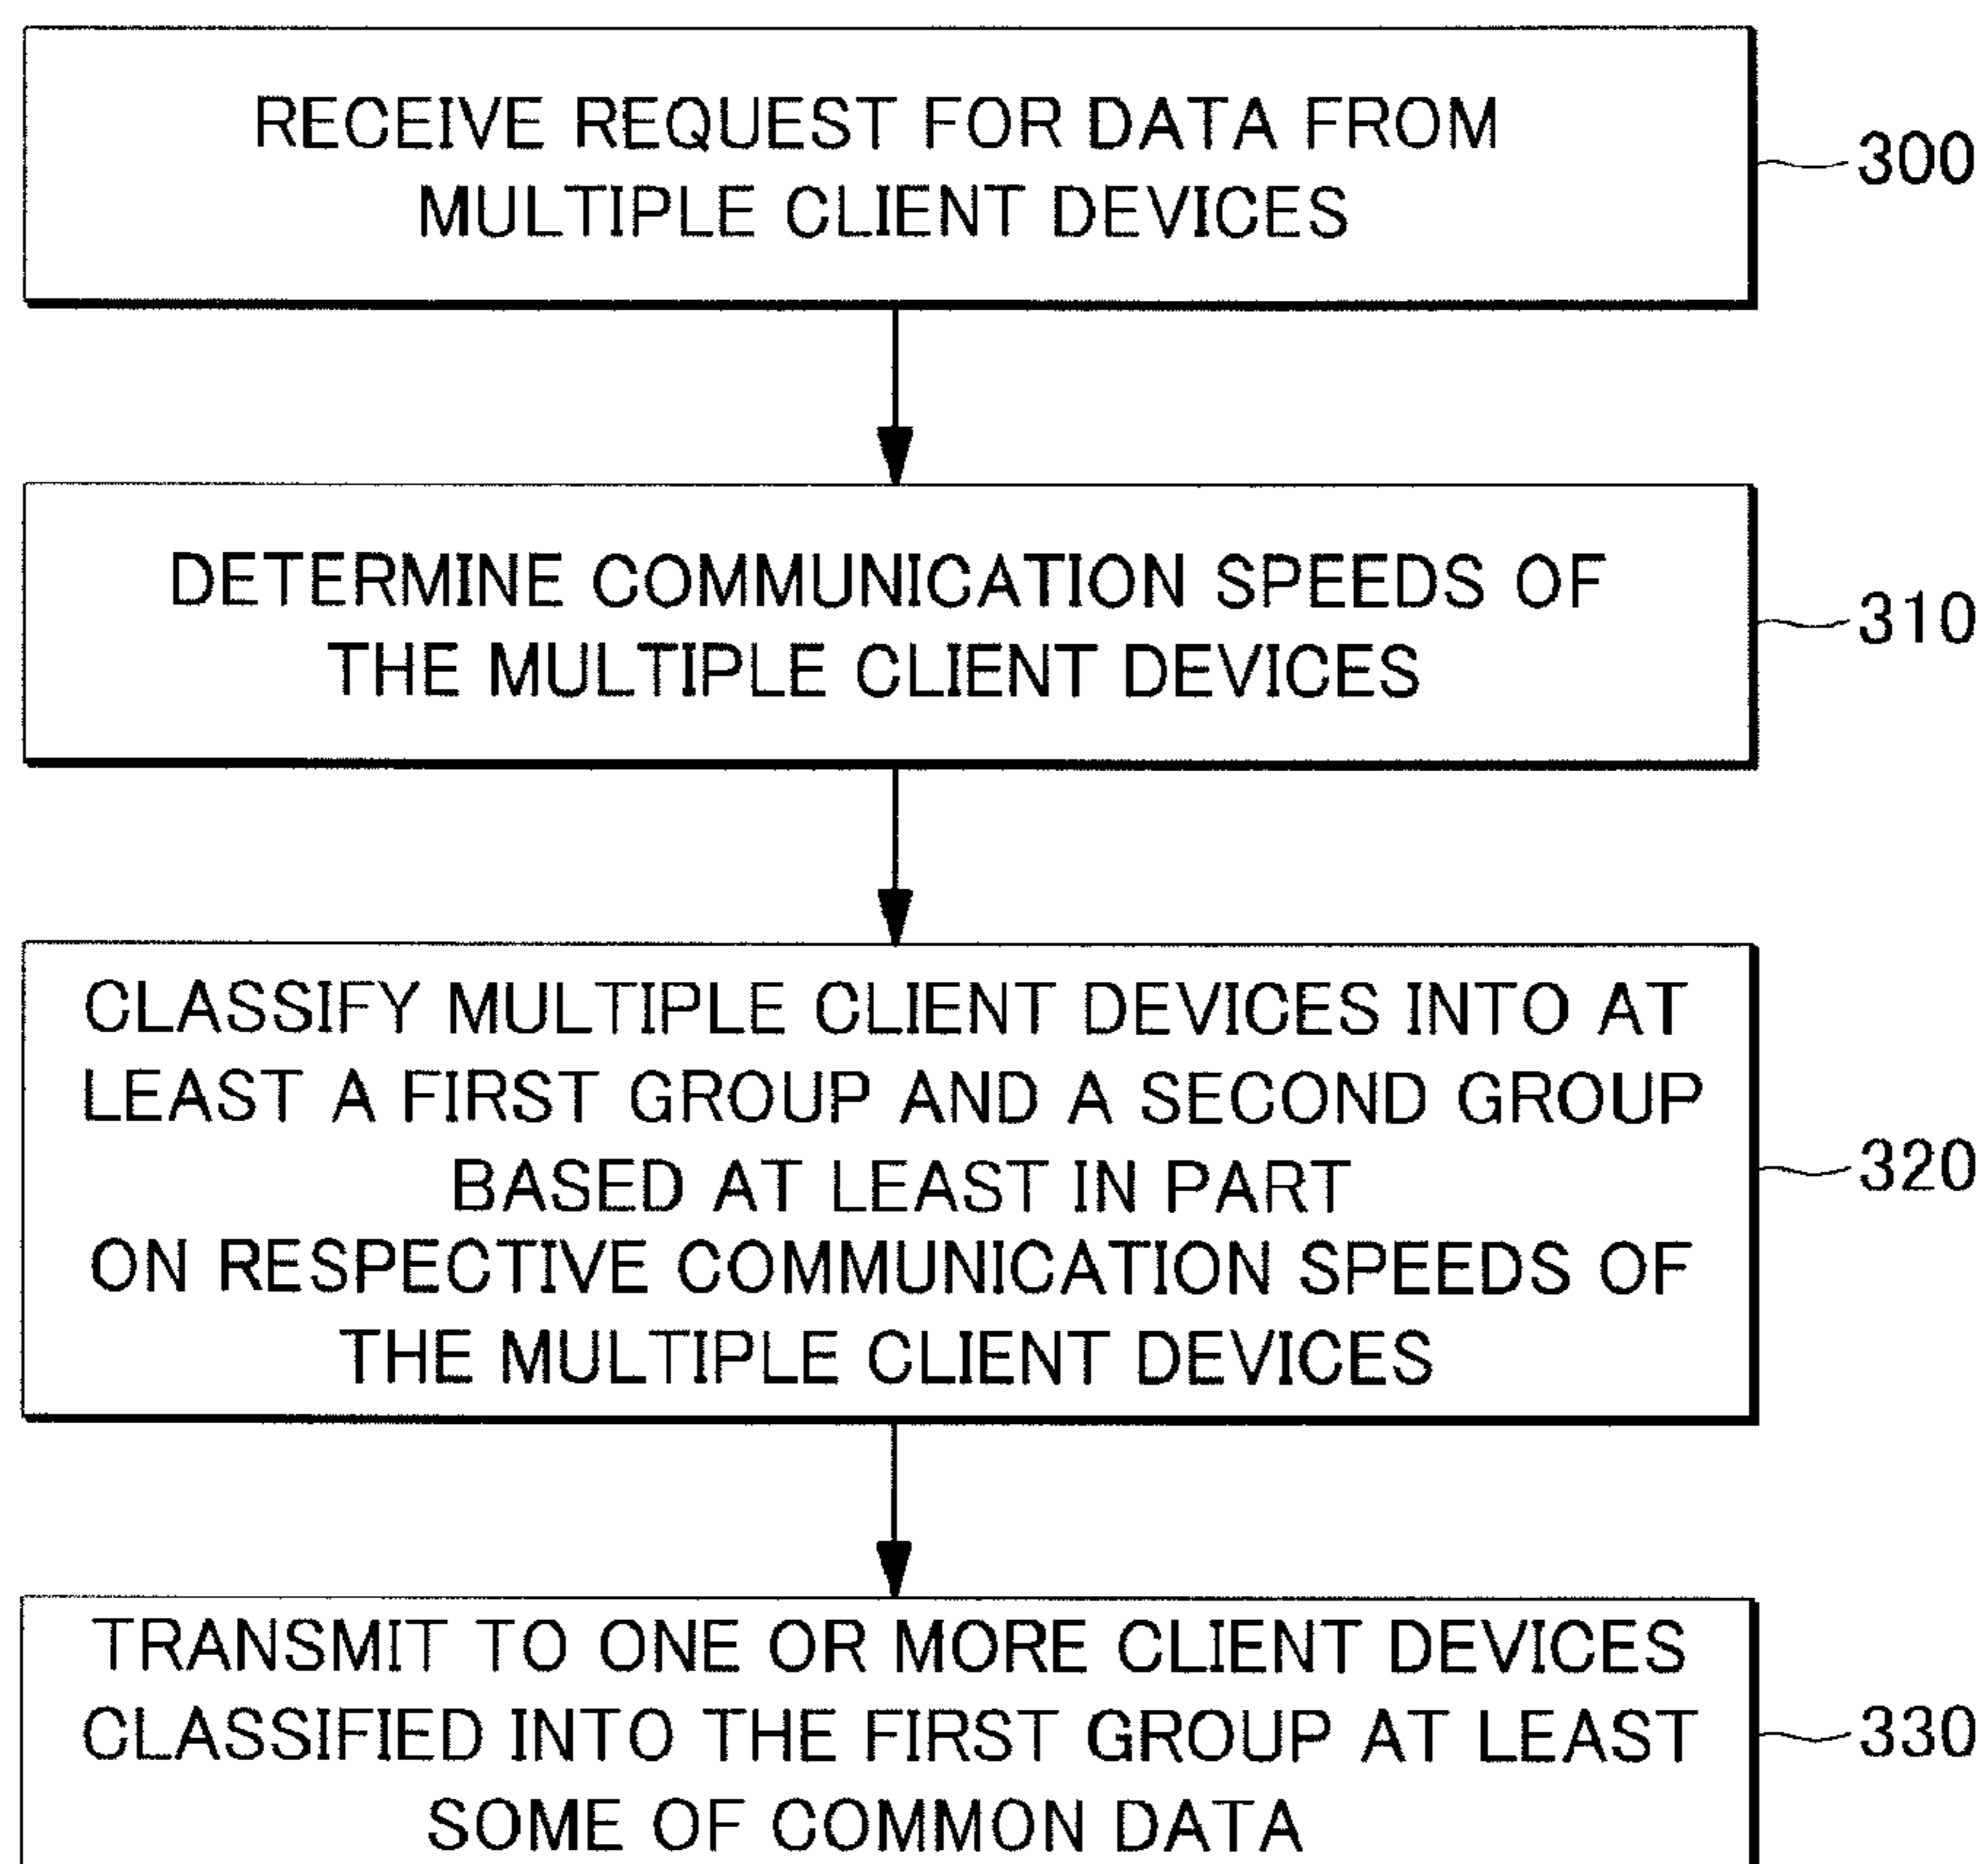 RECEIVE REQUEST FOR DATA FROM
MULTIPLE CLIENT DEVICES
300
DETERMINE COMMUNICATION SPEEDS OF
THE MULTIPLE CLIENT DEVICES
310
CLASSIFY MULTIPLE CLIENT DEVICES INTO AT
LEAST A FIRST GROUP AND A SECOND GROUP
BASED AT LEAST IN PART
ON RESPECTIVE COMMUNICATION SPEEDS OF
THE MULTIPLE CLIENT DEVICES
320
TRANSMIT TO ONE OR MORE CLIENT DEVICES
CLASSIFIED INTO THE FIRST GROUP AT LEAST
SOME OF COMMON DATA
330